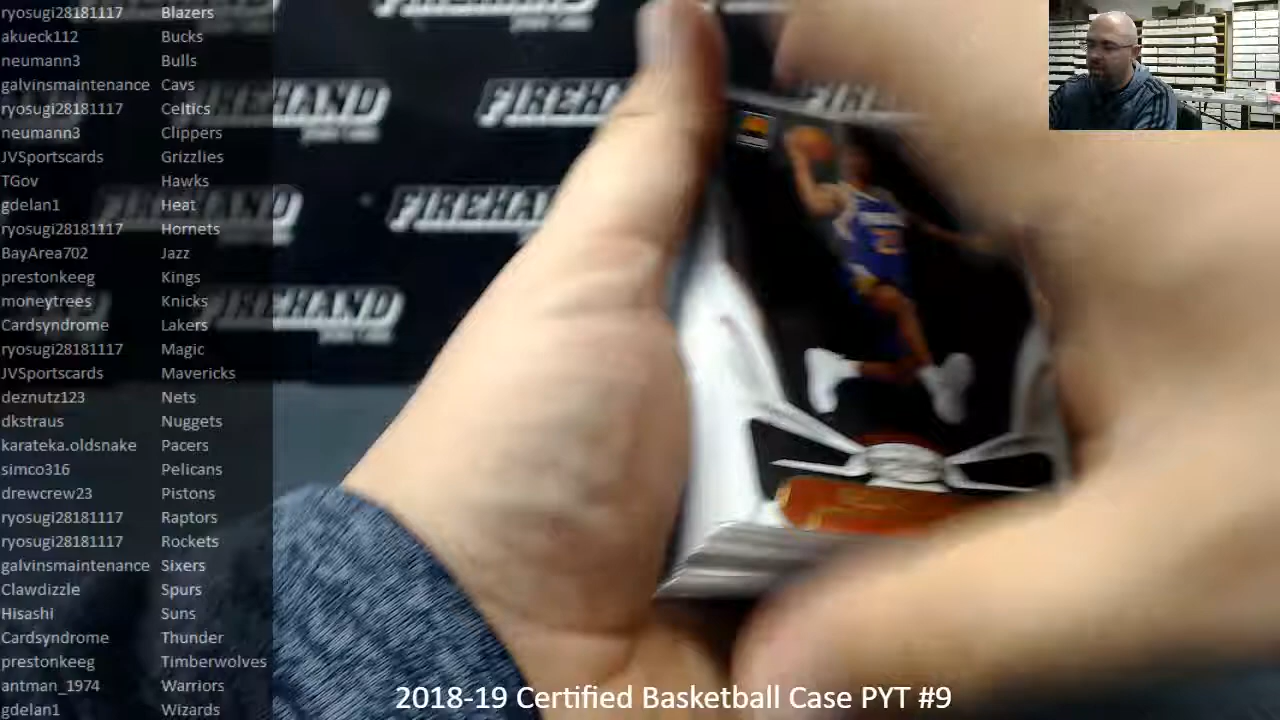 ryosugi28181117 Blazers
akueck112 Bucks
neumann3 Bulls
galvinsmaintenance Cavs
ryosugi28181117 Celtics
neumann3 Clippers
JVSportscards Grizzlies
TGov Hawks
gdelan1 Heat
ryosugi28181117 Hornets
BayArea702 Jazz
prestonkeeg Kings
moneytrees Knicks
Cardsyndrome Lakers
ryosugi28181117 Magic
JVSportscards Mavericks
deznutz123 Nets
dkstraus Nuggets
karateka.oldsnake Pacers
simco316 Pelicans
drewcrew23 Pistons
ryosugi28181117 Raptors
ryosugi28181117 Rockets
galvinsmaintenance Sixers
Clawdizzle Spurs
Hisashi Suns
Cardsyndrome Thunder
prestonkeeg Timberwolves
antman_1974 Warriors
gdelan1 Wizards
FIREHAND
FIREHAND
FIREHAND
2018-19 Certified Basketball Case PYT #9